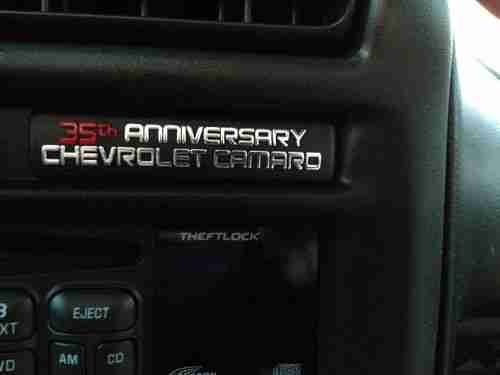 35th ANNIVERSARY
CHEVROLET CAMARO
THEFTLOCK
EJECT
AM
CD